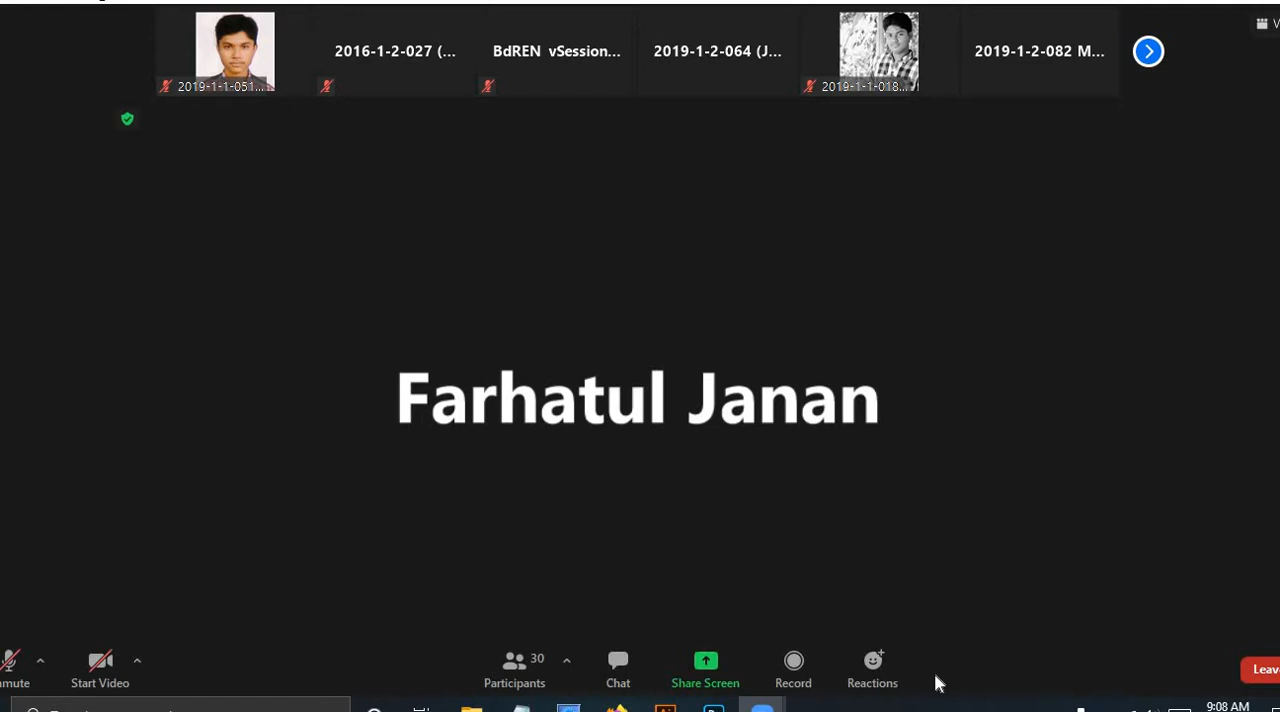 2016-1-2-027 (...
BdREN vSession...
2019-1-2-064 (J...
2019-1-2-082 M...
2019-1-1-051...
2019-1-1-018...
Farhatul Janan
mute
Start Video
30
Participants
Chat
Share Screen
Record
Reactions
Leav
9:08 AM